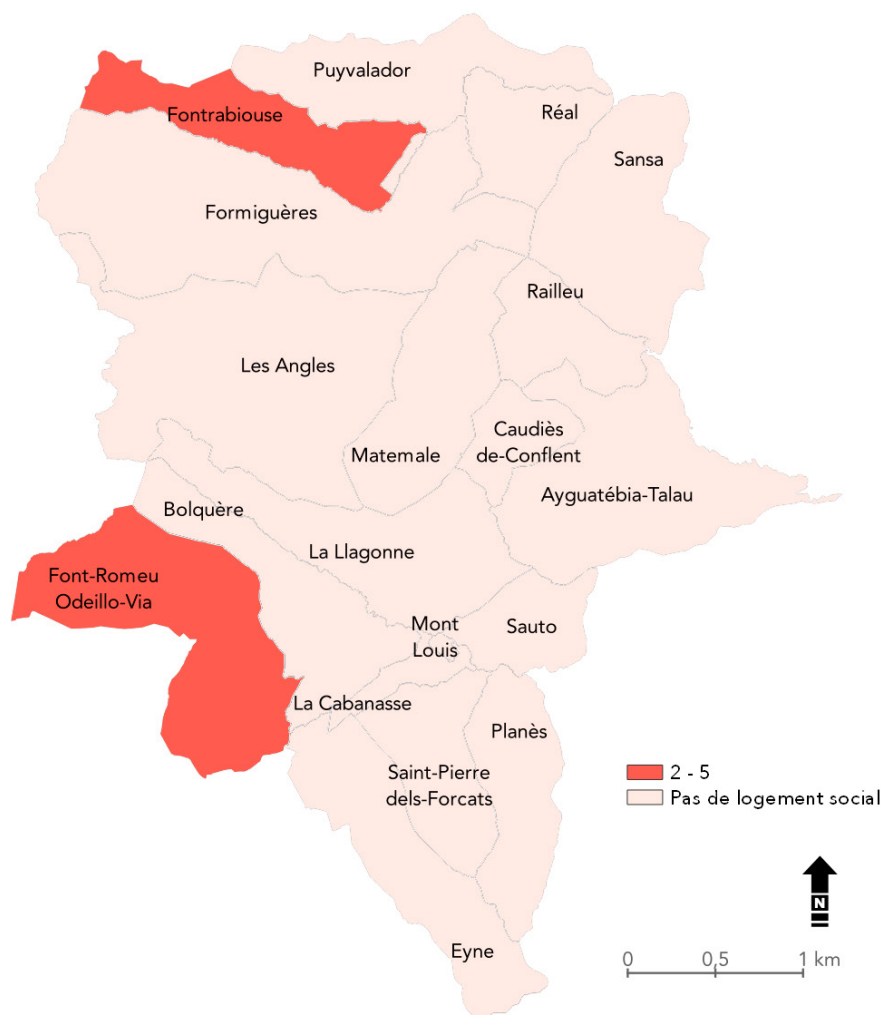 Puyvalador
Fontrabiouse
Réal
Sansa
Formiguères
Railleu
Les Angles
Caudiès
de-Conflent
Matemale
Ayguatébia-Talau
Bolquère
La Llagonne
Font-Romeu
Odeillo-Via
Mont
Louis
Sauto
La Cabanasse
Planès
Saint-Pierre
dels-Forcats
2 - 5
Pas de logement social
N
Eyne
0 0,5 1 km